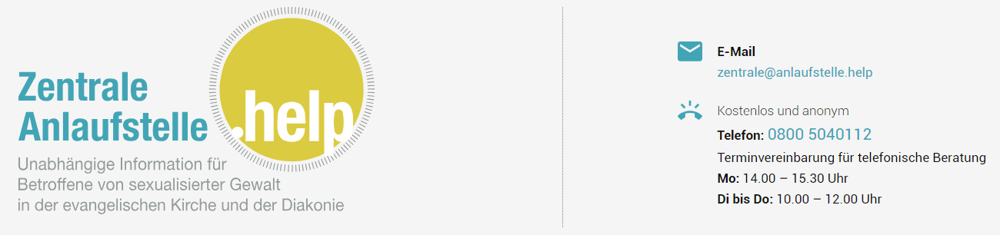 Zentrale
Anlaufstelle
.help
Unabhängige Information für
Betroffene von sexualisierter Gewalt
in der evangelischen Kirche und der Diakonie
E-Mail
zentrale@anlaufstelle.help
Kostenlos und anonym
Telefon: 0800 5040112
Terminvereinbarung für telefonische Beratung
Mo: 14.00 – 15.30 Uhr
Di bis Do: 10.00 – 12.00 Uhr